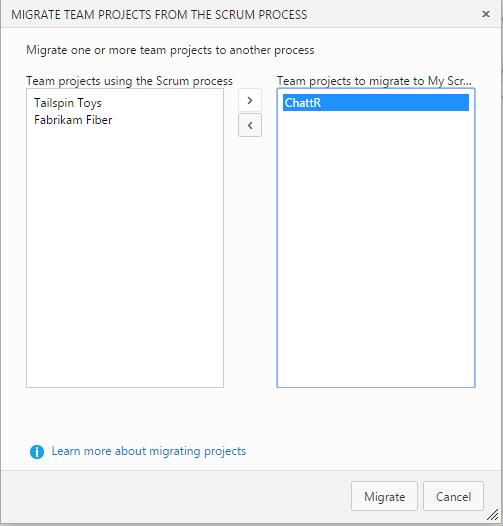 MIGRATE TEAM PROJECTS FROM THE SCRUM PROCESS
Migrate one or more team projects to another process
Team projects using the Scrum process
Team projects to migrate to My Scr...
Tailspin Toys
Fabrikam Fiber
ChattR
Learn more about migrating projects
Migrate
Cancel